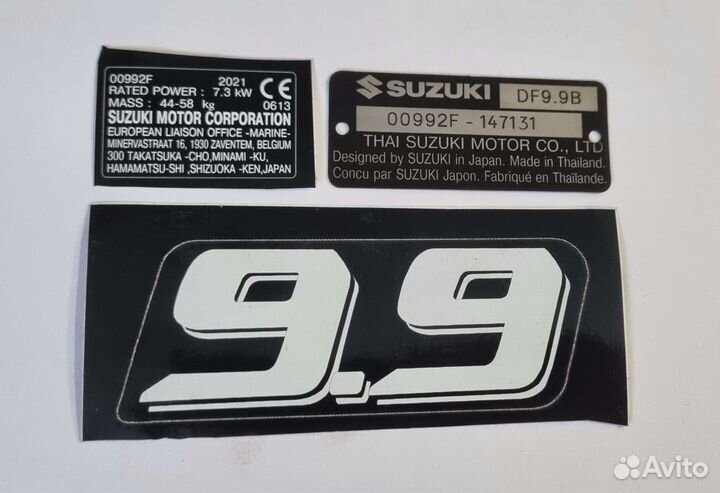 00992F 2021
RATED POWER : 7.3 kW CE
MASS : 44-58 kg 0613
SUZUKI MOTOR CORPORATION
EUROPEAN LIAISON OFFICE -MARINE-
MINERVASTRAAT 16, 1930 ZAVENTEM, BELGIUM
300 TAKATSUKA -CHO,MINAMI -KU,
HAMAMATSU-SHI ,SHIZUOKA -KEN,JAPAN
SUZUKI DF9.9B
00992F - 147131
THAI SUZUKI MOTOR CO., LTD
Designed by SUZUKI in Japan. Made in Thailand.
Concu par SUZUKI Japon. Fabriqué en Thailande.
9.9
Avito